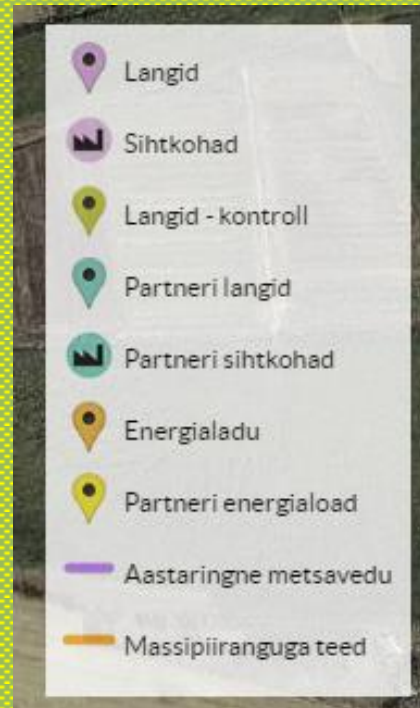 Langid
Sihtkohad
Langid - kontroll
Partneri langid
Partneri sihtkohad
Energialadu
Partneri energiaload
Aastaringne metsavedu
Massipiiranguga teed